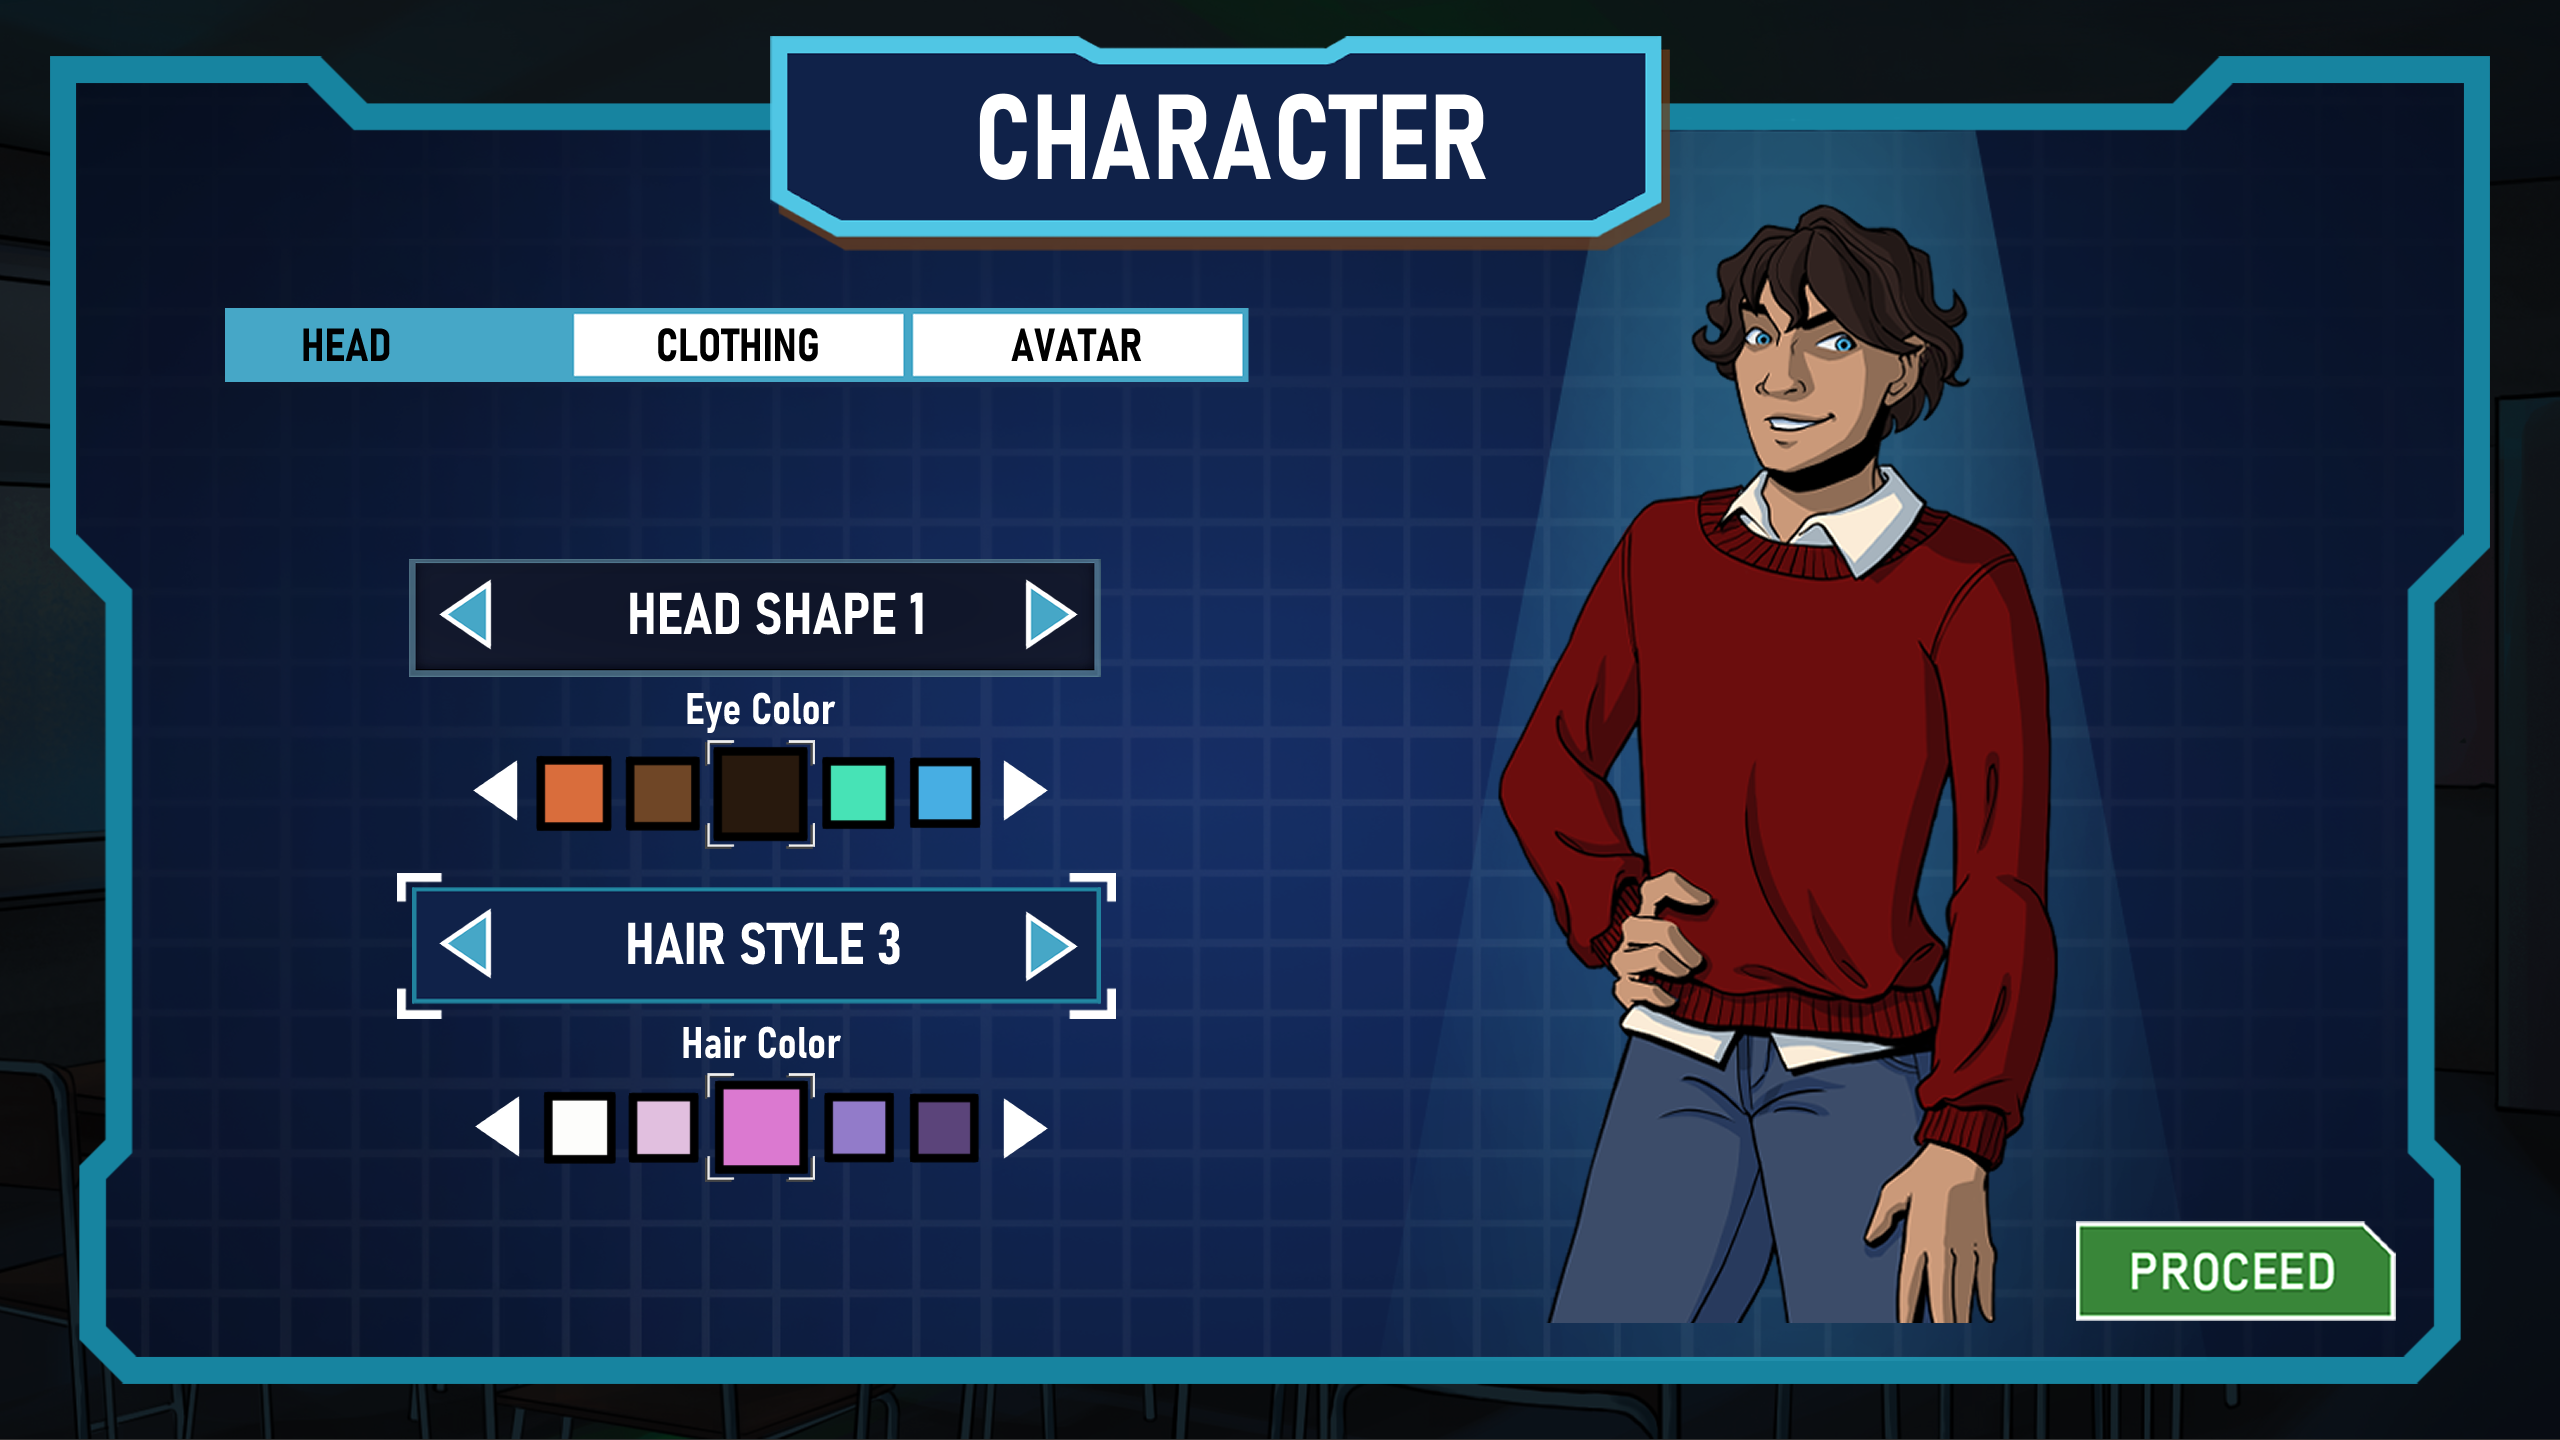 CHARACTER
HEAD
CLOTHING
AVATAR
HEAD SHAPE 1
Eye Color
HAIR STYLE 3
Hair Color
PROCEED